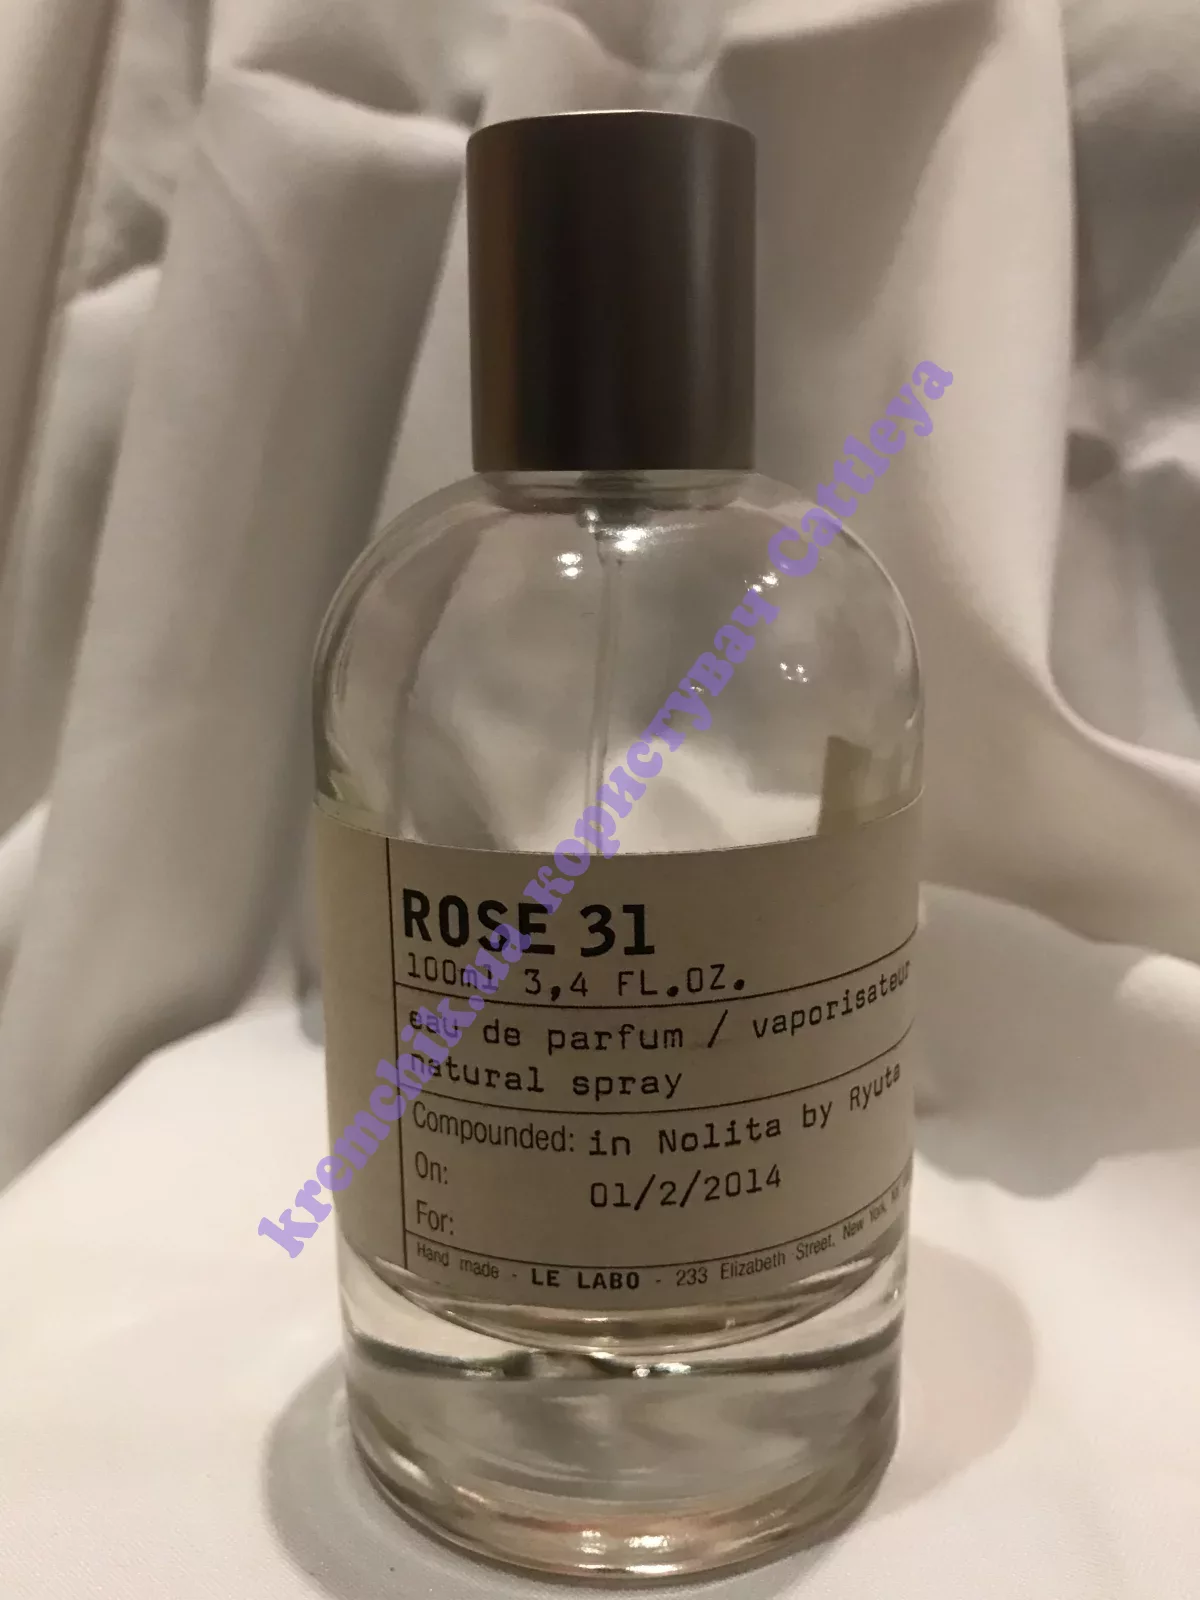 ROSE 31
100ml 3,4 FL.OZ.
eau de parfum / vaporisateur
natural spray
Compounded: in Nolita by Ryuta
On: 01/2/2014
For:
Hand made - LE LABO - 233 Elizabeth Street, New York,
kremchik.ua користувач Cattleya